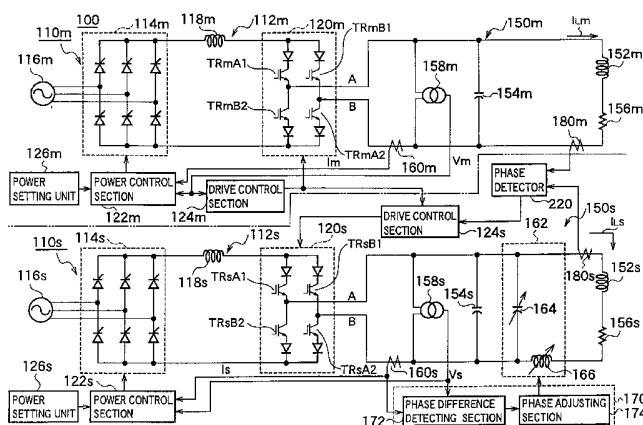 100
110m
114m
118m
112m
120m
TRmB1
150m
ILm
116m
TRmA1
A
158m
152m
154m
TRmB2
B
156m
TRmA2
180m
126m
160m
Vm
Im
POWER SETTING UNIT
POWER CONTROL SECTION
DRIVE CONTROL SECTION
PHASE DETECTOR
122m
124m
220
110s
114s
118s
112s
120s
TRsB1
DRIVE CONTROL SECTION
124s
162
150s
ILs
116s
TRsA1
A
158s
180s
152s
154s
164
TRsB2
B
156s
TRsA2
166
126s
122s
Is
160s
Vs
POWER SETTING UNIT
POWER CONTROL SECTION
172
PHASE DIFFERENCE DETECTING SECTION
PHASE ADJUSTING SECTION
170
174